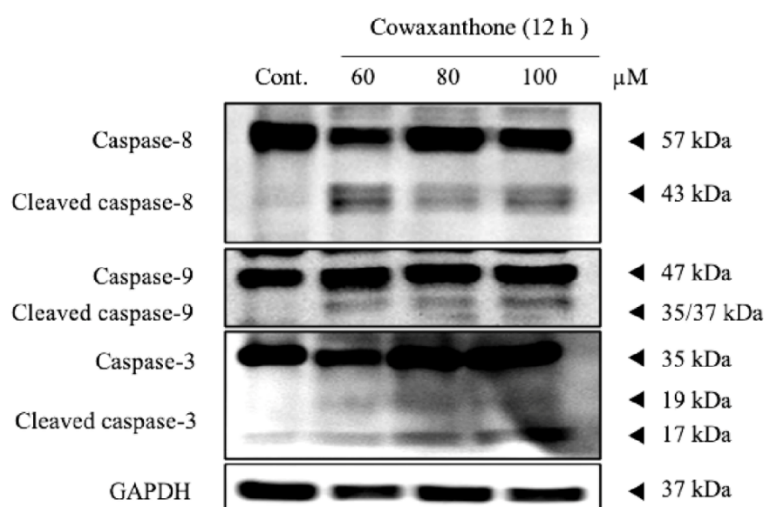 Cowaxanthone (12 h )
Cont. 60 80 100 μM
Caspase-8 ◄ 57 kDa
Cleaved caspase-8 ◄ 43 kDa
Caspase-9 ◄ 47 kDa
Cleaved caspase-9 ◄ 35/37 kDa
Caspase-3 ◄ 35 kDa
◄ 19 kDa
Cleaved caspase-3
◄ 17 kDa
GAPDH ◄ 37 kDa